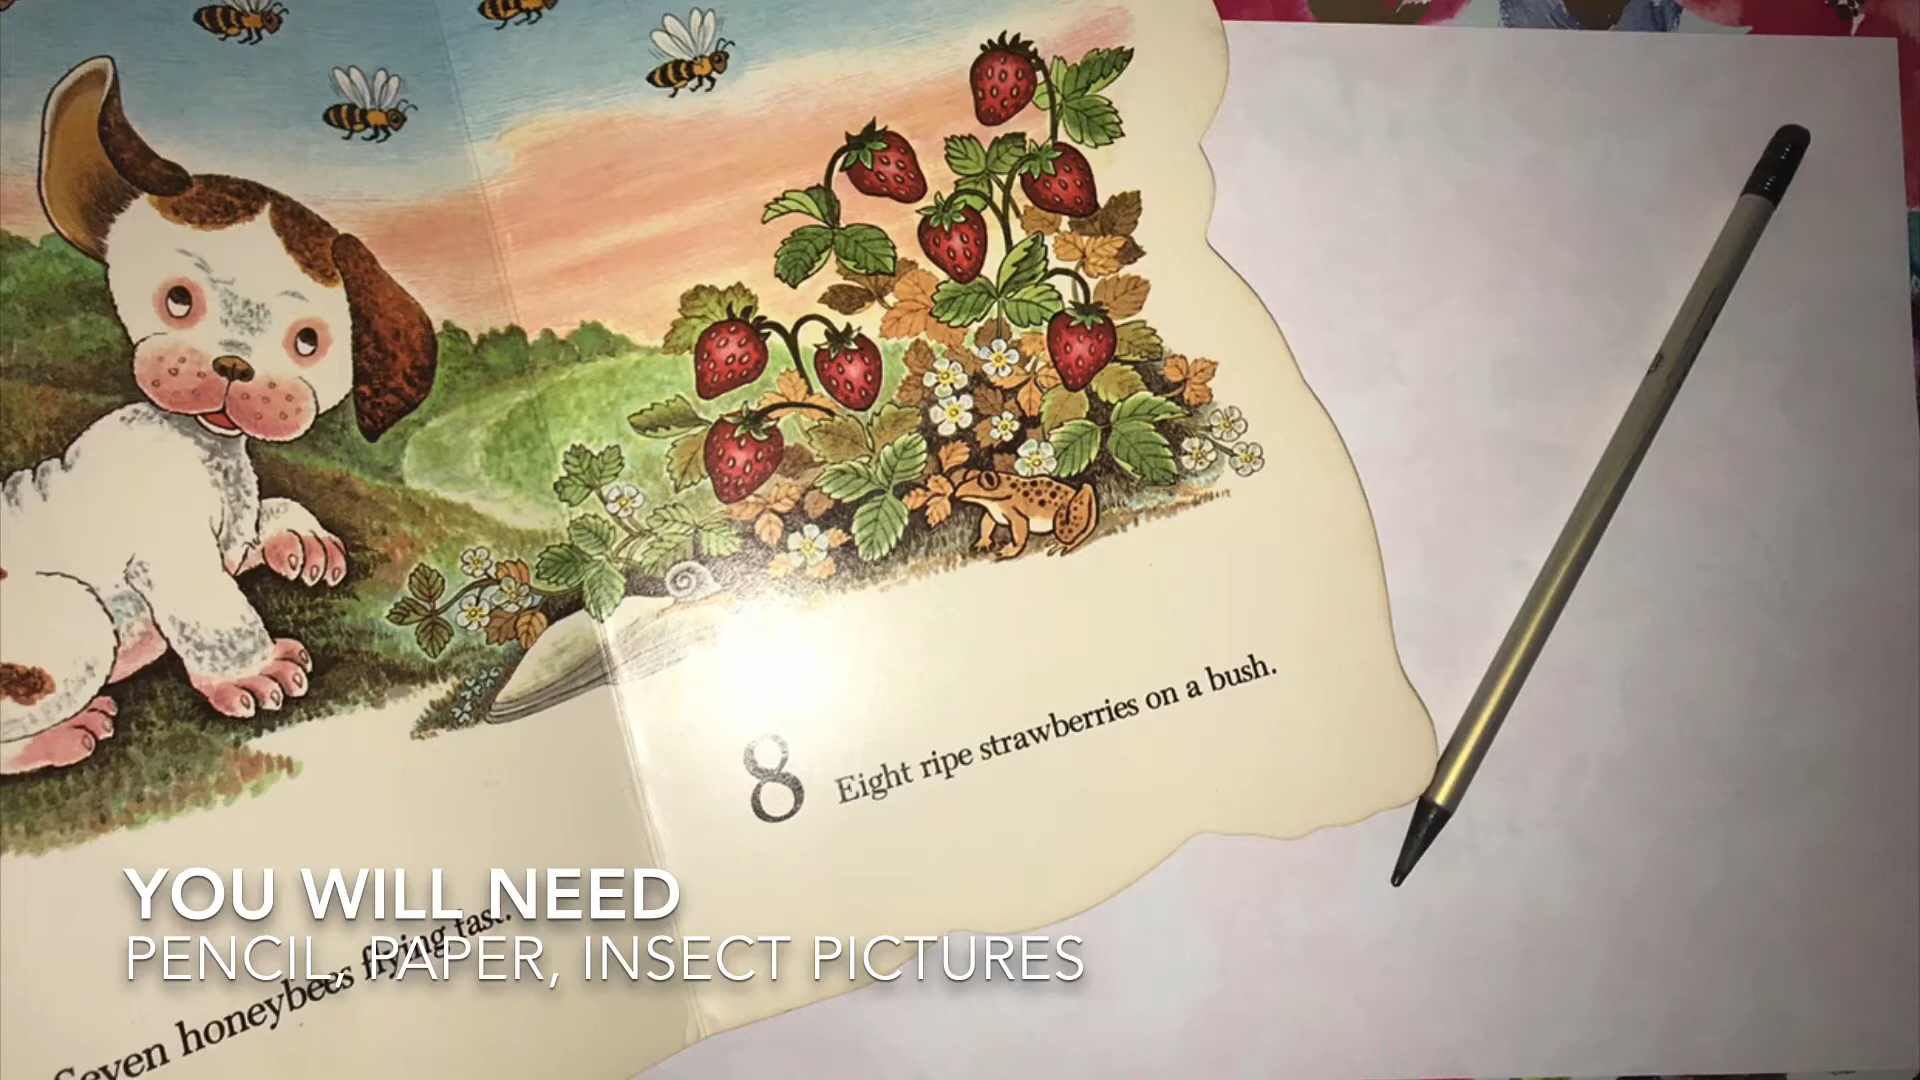 8 Eight ripe strawberries on a bush.
YOU WILL NEED
PENCIL, PAPER, INSECT PICTURES
Seven honeybees flying fast.